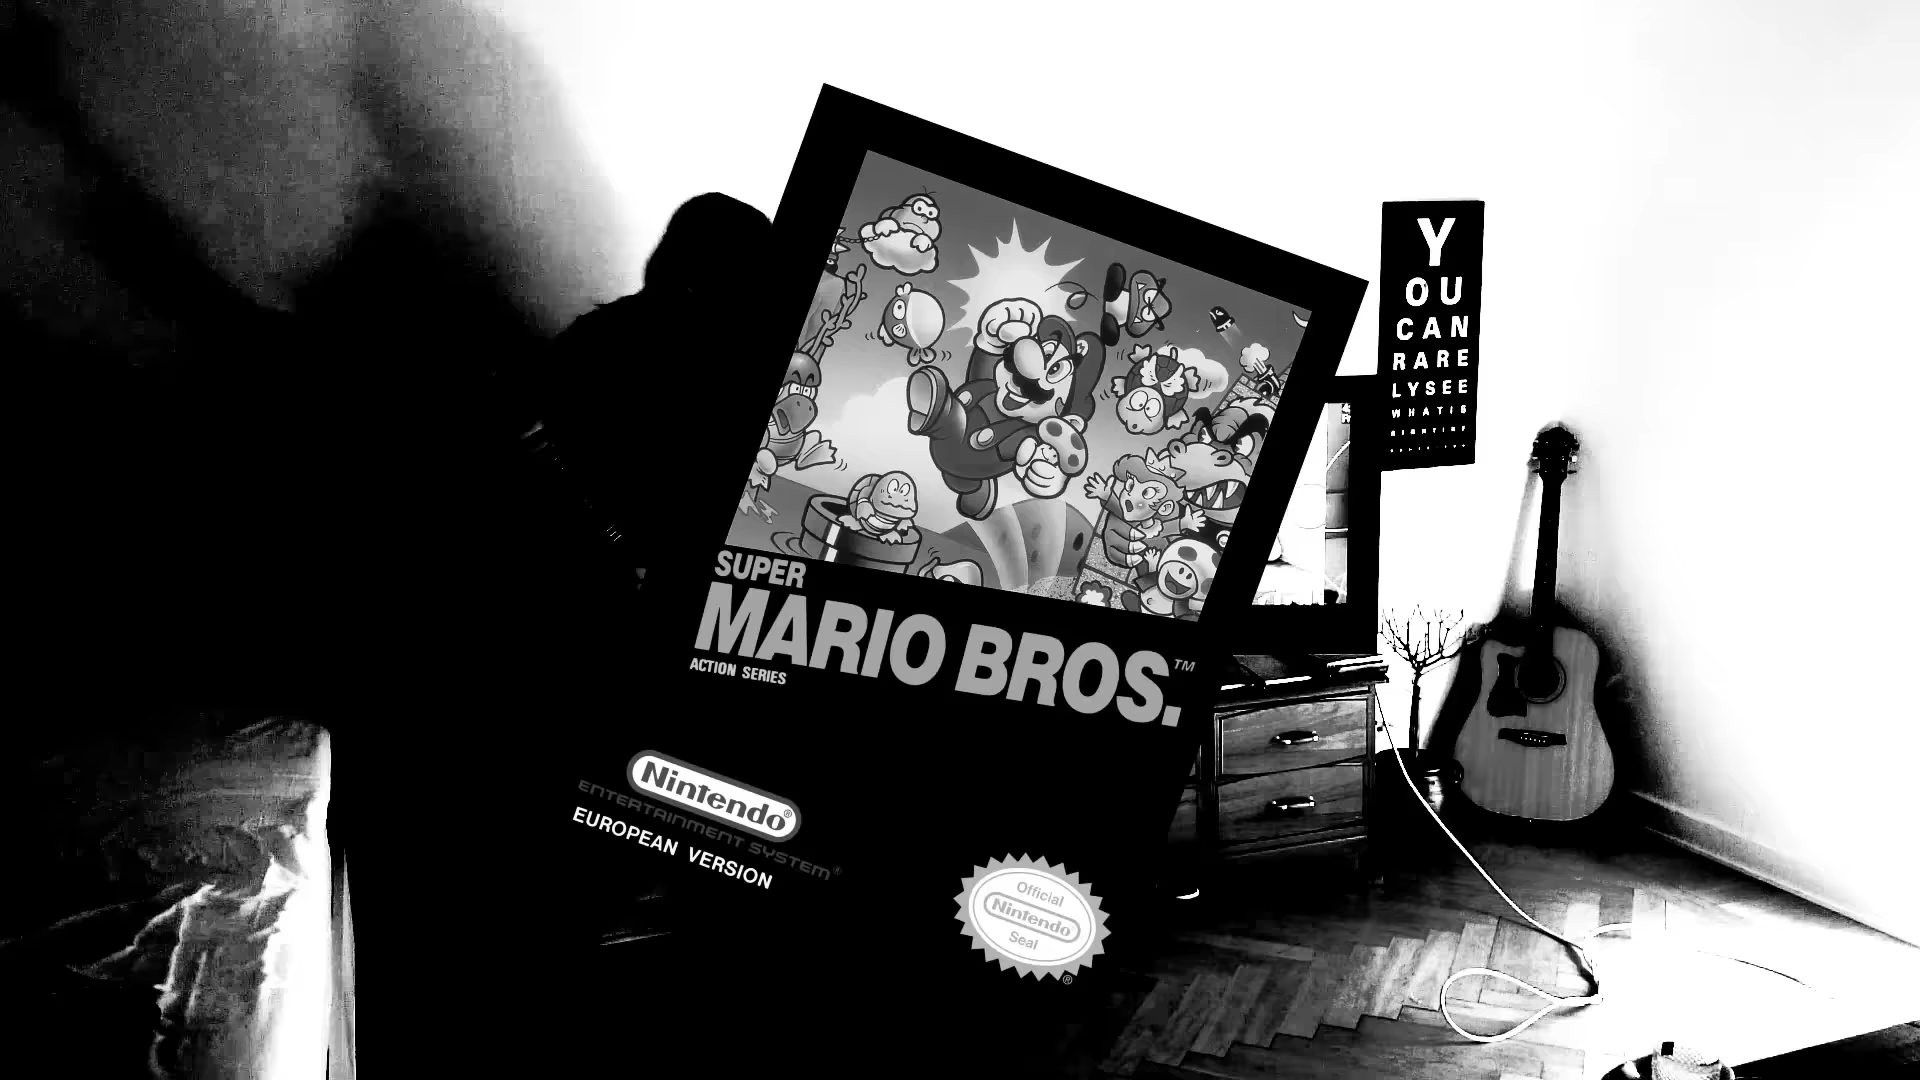 SUPER
MARIO BROS.™
ACTION SERIES
Nintendo®
ENTERTAINMENT SYSTEM®
EUROPEAN VERSION
Official
Nintendo
Seal
®
Y
OU
CAN
RARE
LYSEE
WHATIS